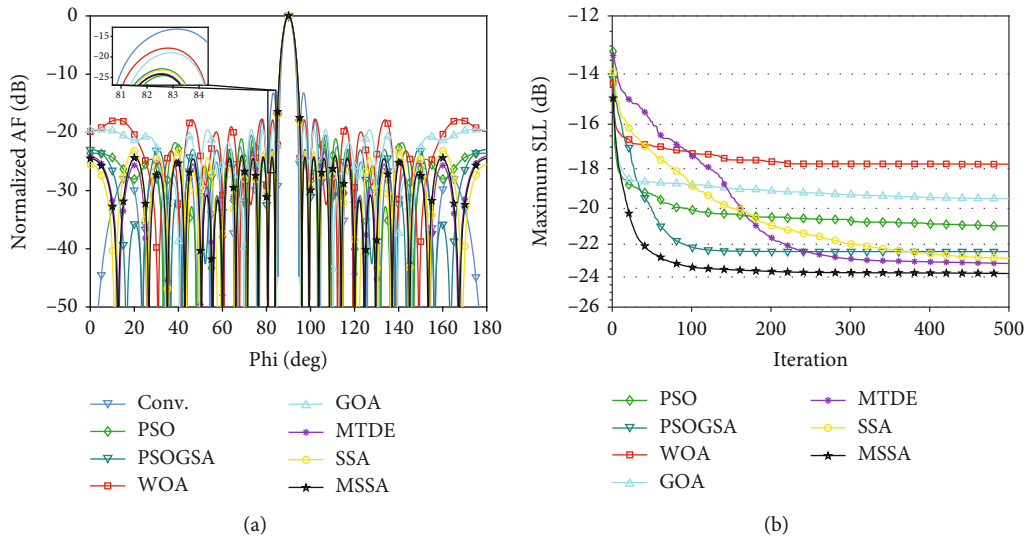 0
−10
−20
−30
−40
−50
Normalized AF (dB)
−15
−20
−25
81 82 83 84
0 20 40 60 80 100 120 140 160 180
Phi (deg)
Conv.
PSO
PSOGSA
WOA
GOA
MTDE
SSA
MSSA
(a)
−12
−14
−16
−18
−20
−22
−24
−26
Maximum SLL (dB)
0 100 200 300 400 500
Iteration
PSO
PSOGSA
WOA
GOA
MTDE
SSA
MSSA
(b)